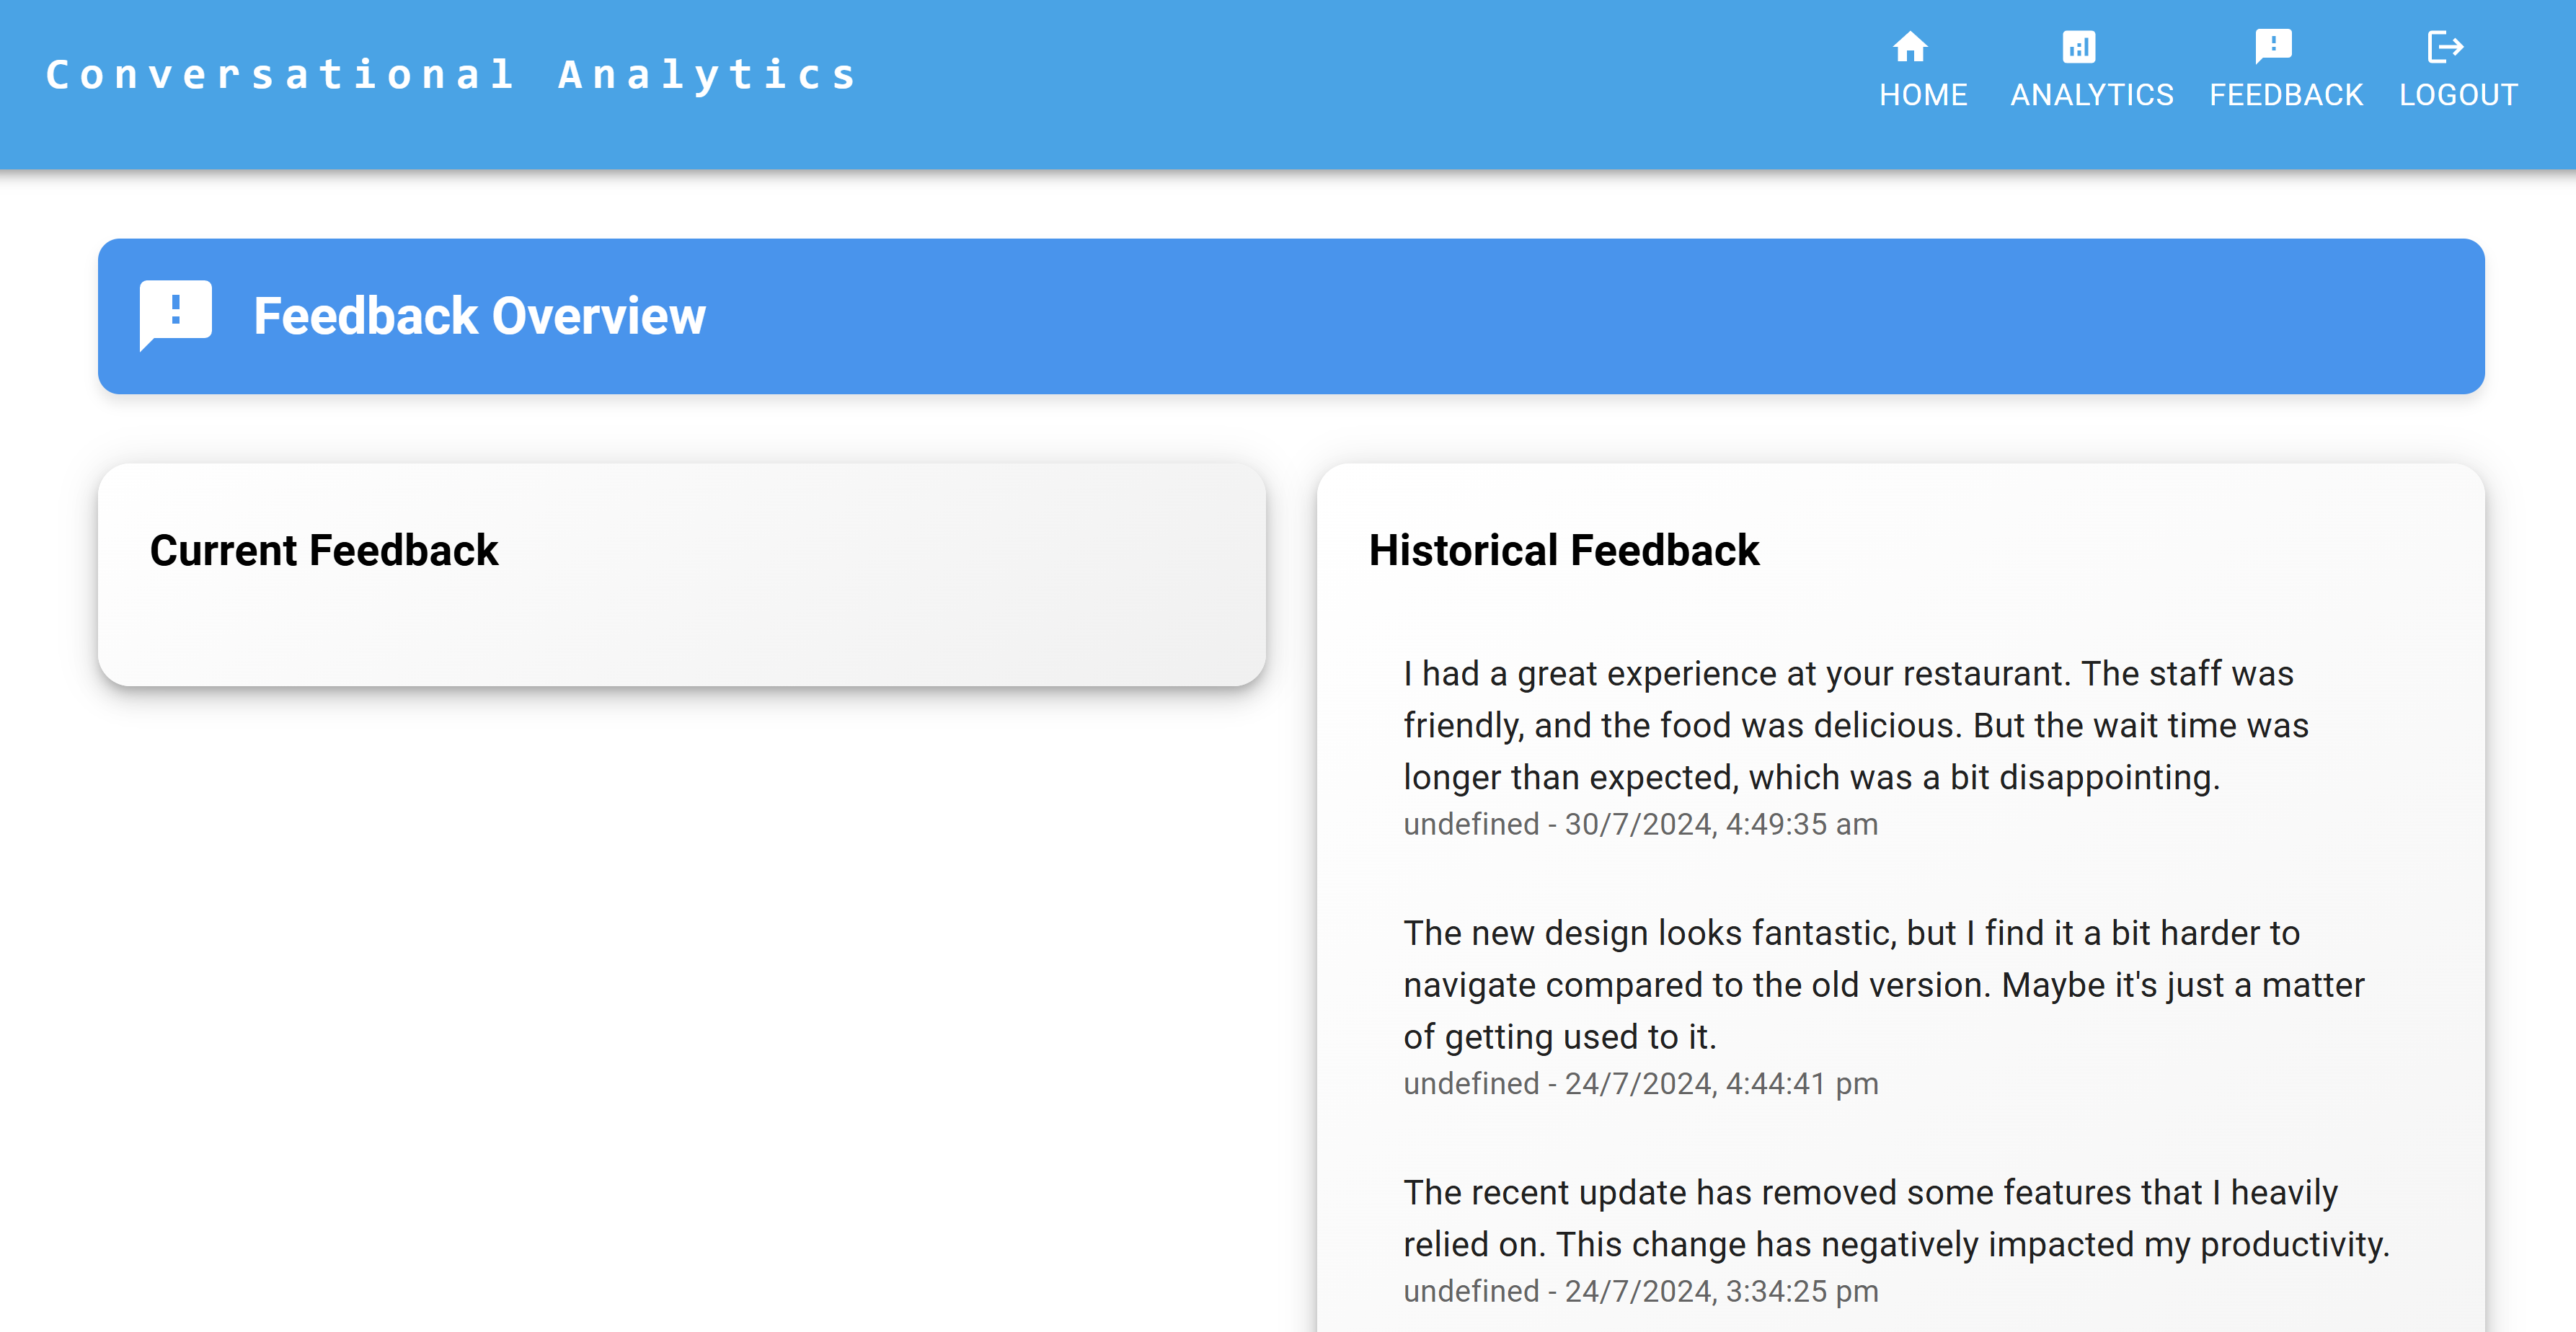 Conversational Analytics
HOME
ANALYTICS
FEEDBACK
LOGOUT
Feedback Overview
Current Feedback
Historical Feedback
I had a great experience at your restaurant. The staff was
friendly, and the food was delicious. But the wait time was
longer than expected, which was a bit disappointing.
undefined - 30/7/2024, 4:49:35 am
The new design looks fantastic, but I find it a bit harder to
navigate compared to the old version. Maybe it's just a matter
of getting used to it.
undefined - 24/7/2024, 4:44:41 pm
The recent update has removed some features that I heavily
relied on. This change has negatively impacted my productivity.
undefined - 24/7/2024, 3:34:25 pm